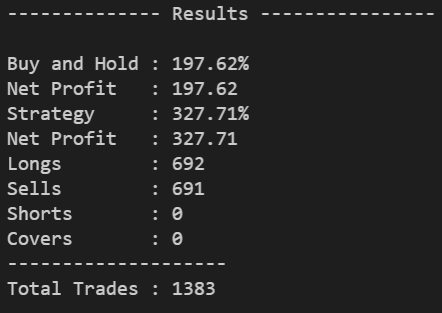 -------------- Results ----------------
Buy and Hold : 197.62%
Net Profit   : 197.62
Strategy     : 327.71%
Net Profit   : 327.71
Longs        : 692
Sells        : 691
Shorts       : 0
Covers       : 0
--------------------
Total Trades : 1383